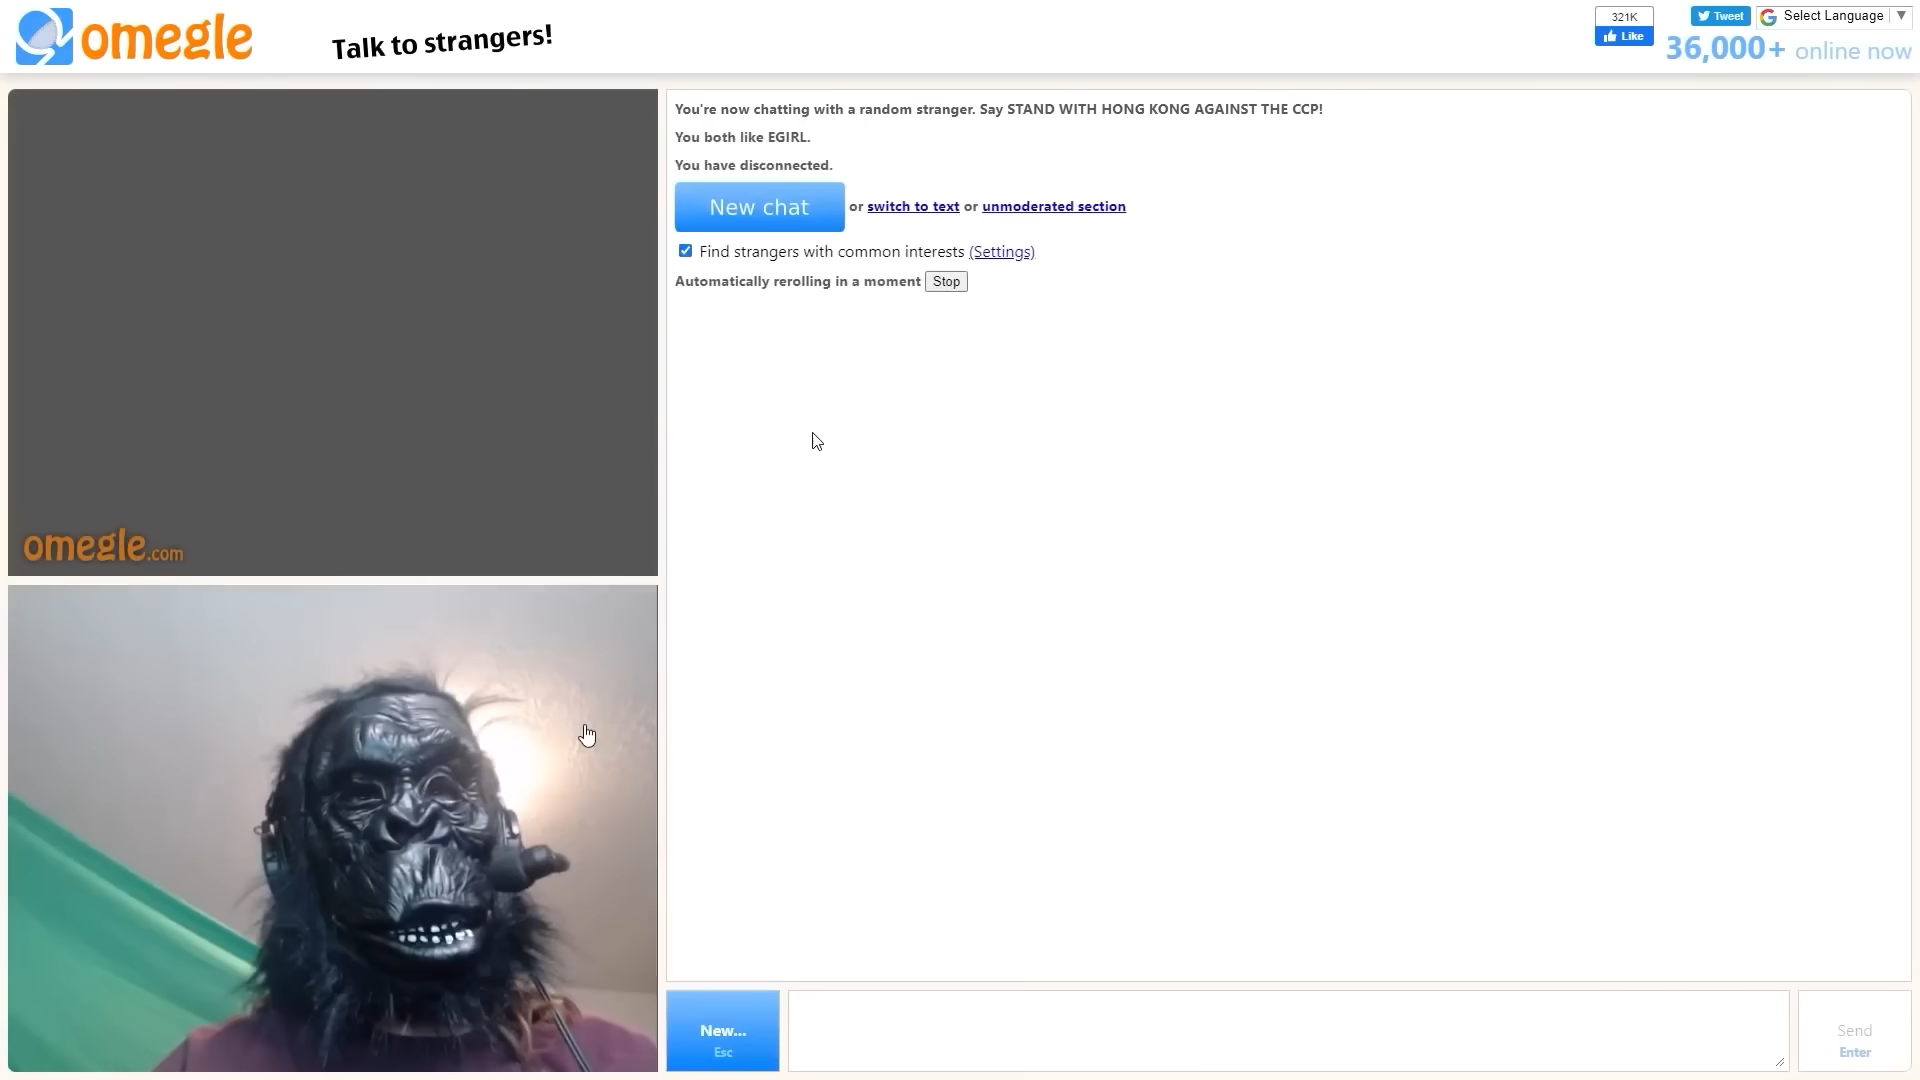 omegle
Talk to strangers!
321K
Like
Tweet
Select Language
36,000+ online now
You're now chatting with a random stranger. Say STAND WITH HONG KONG AGAINST THE CCP!
You both like EGIRL.
You have disconnected.
New chat or switch to text or unmoderated section
Find strangers with common interests (Settings)
Automatically rerolling in a moment Stop
omegle.com
New...
Esc
Send
Enter